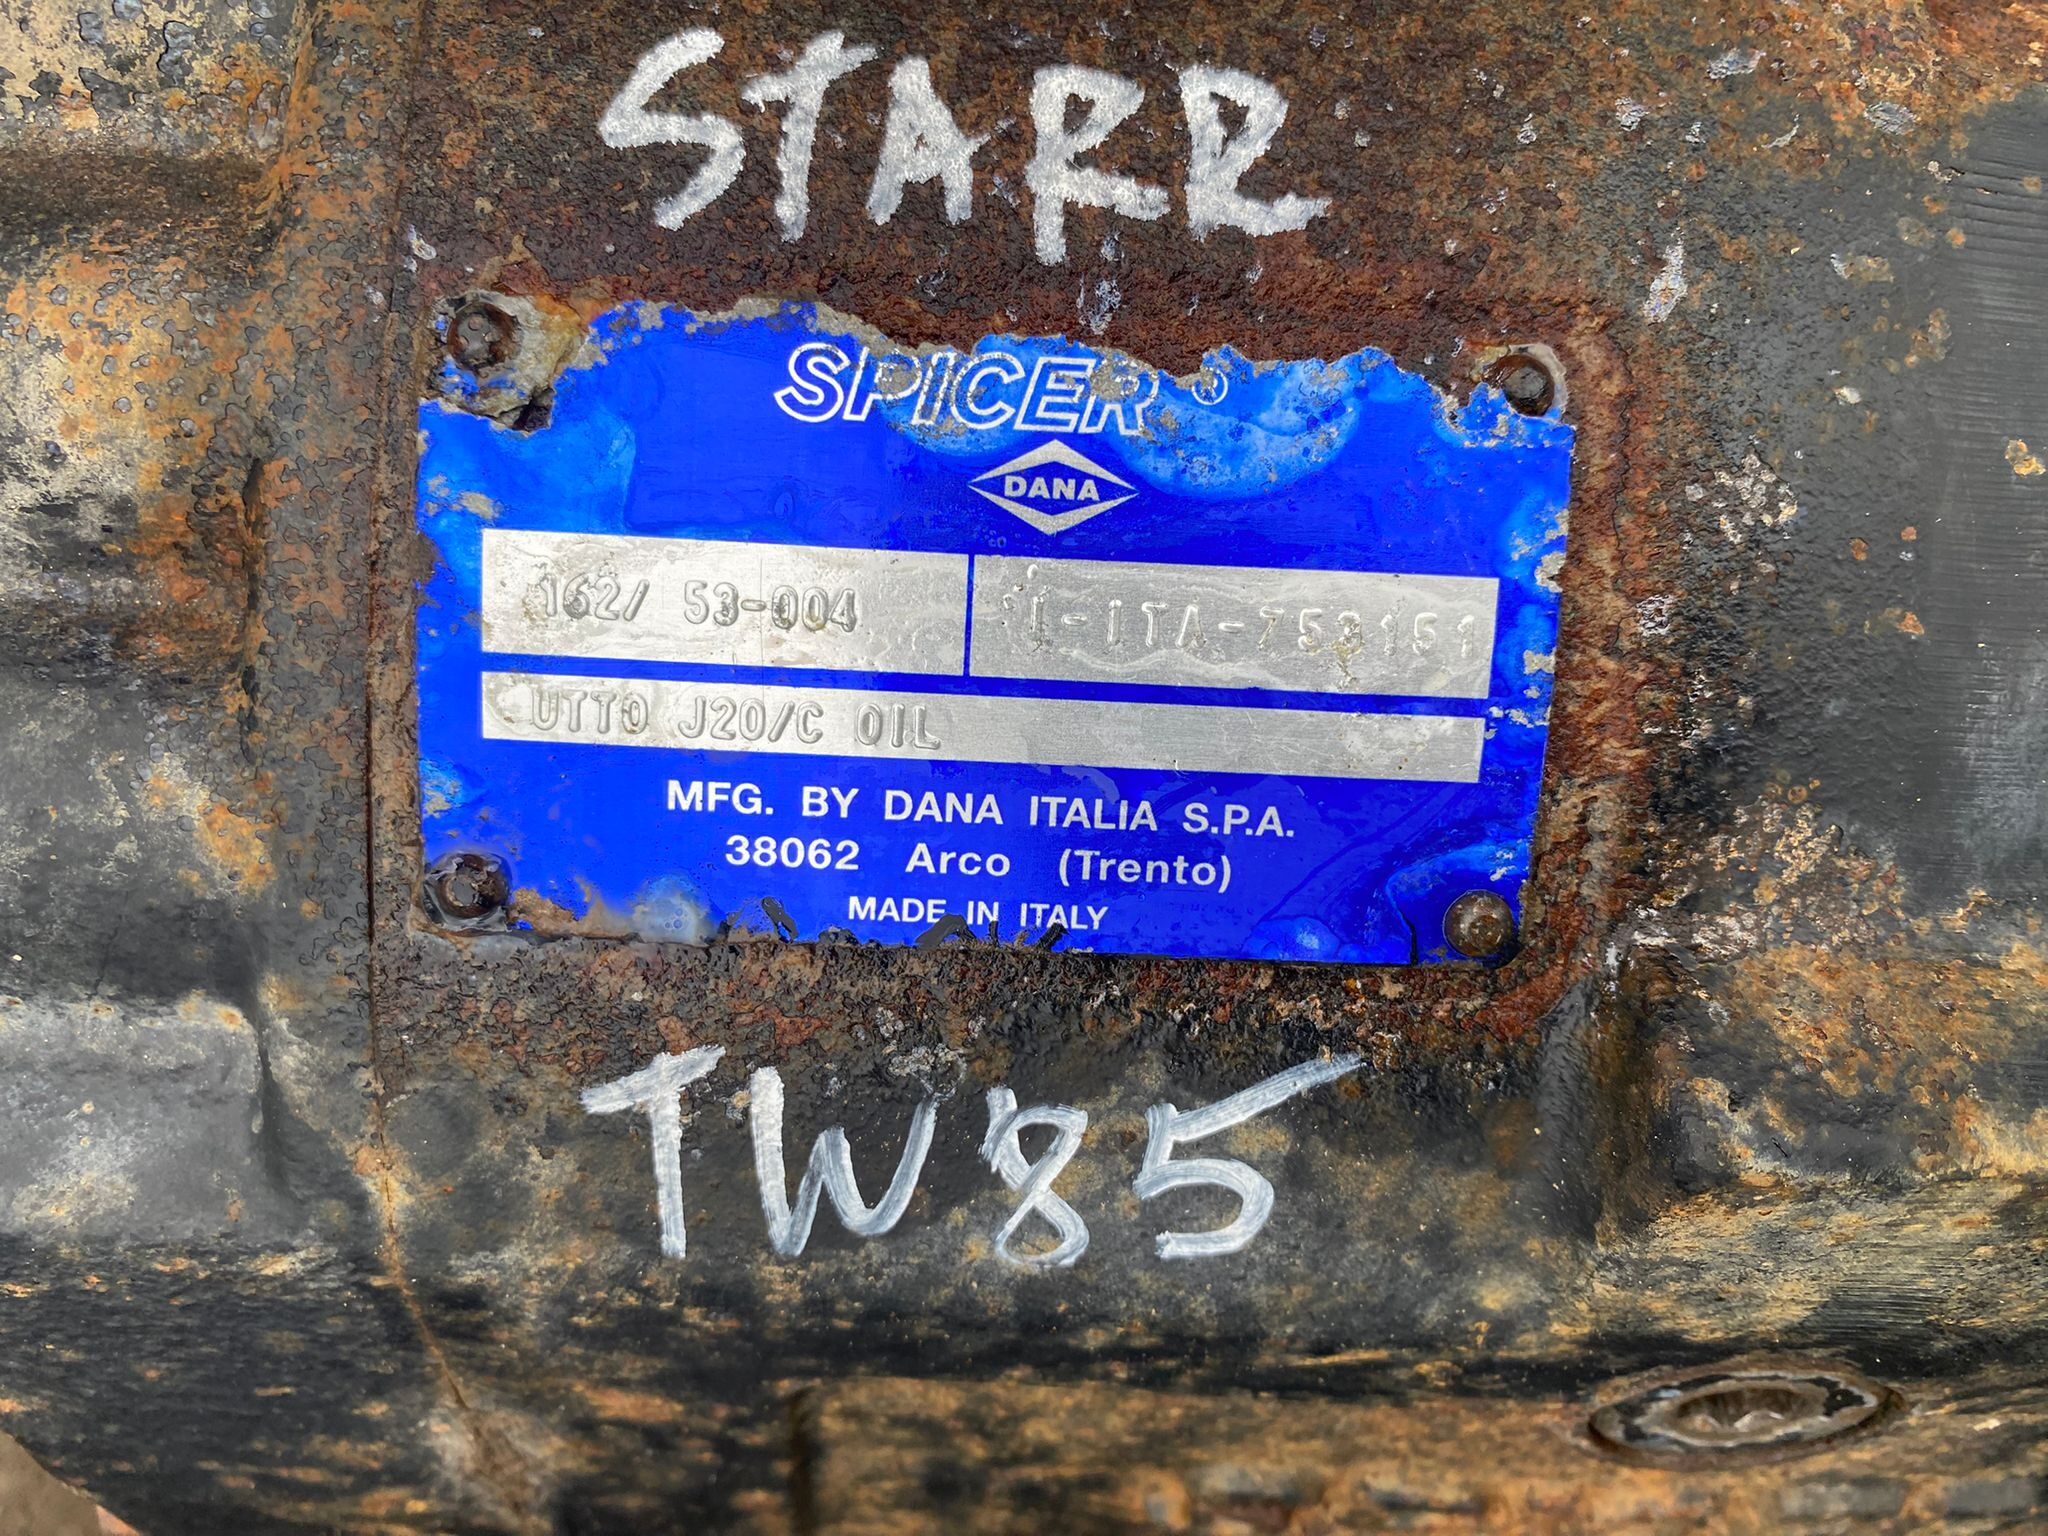 STARR
SPICER
DANA
162/ 53-004
I-ITA-753151
UTTO J20/C OIL
MFG. BY DANA ITALIA S.P.A.
38062 Arco (Trento)
MADE IN ITALY
TW85